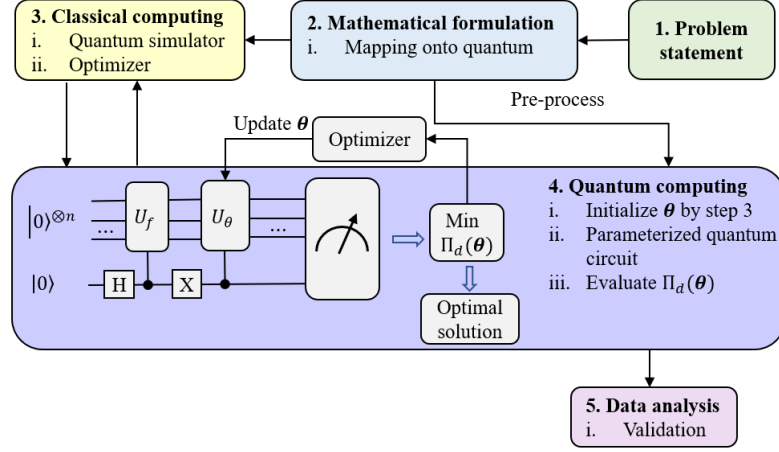 3. Classical computing
i. Quantum simulator
ii. Optimizer
2. Mathematical formulation
i. Mapping onto quantum
1. Problem
statement
Pre-process
Update 𝜽
Optimizer
4. Quantum computing
i. Initialize 𝜽 by step 3
ii. Parameterized quantum
circuit
iii. Evaluate Π_d(𝜽)
|0⟩^⊗n
...
U_f
U_θ
...
Min
Π_d(𝜽)
|0⟩
H
X
Optimal
solution
5. Data analysis
i. Validation